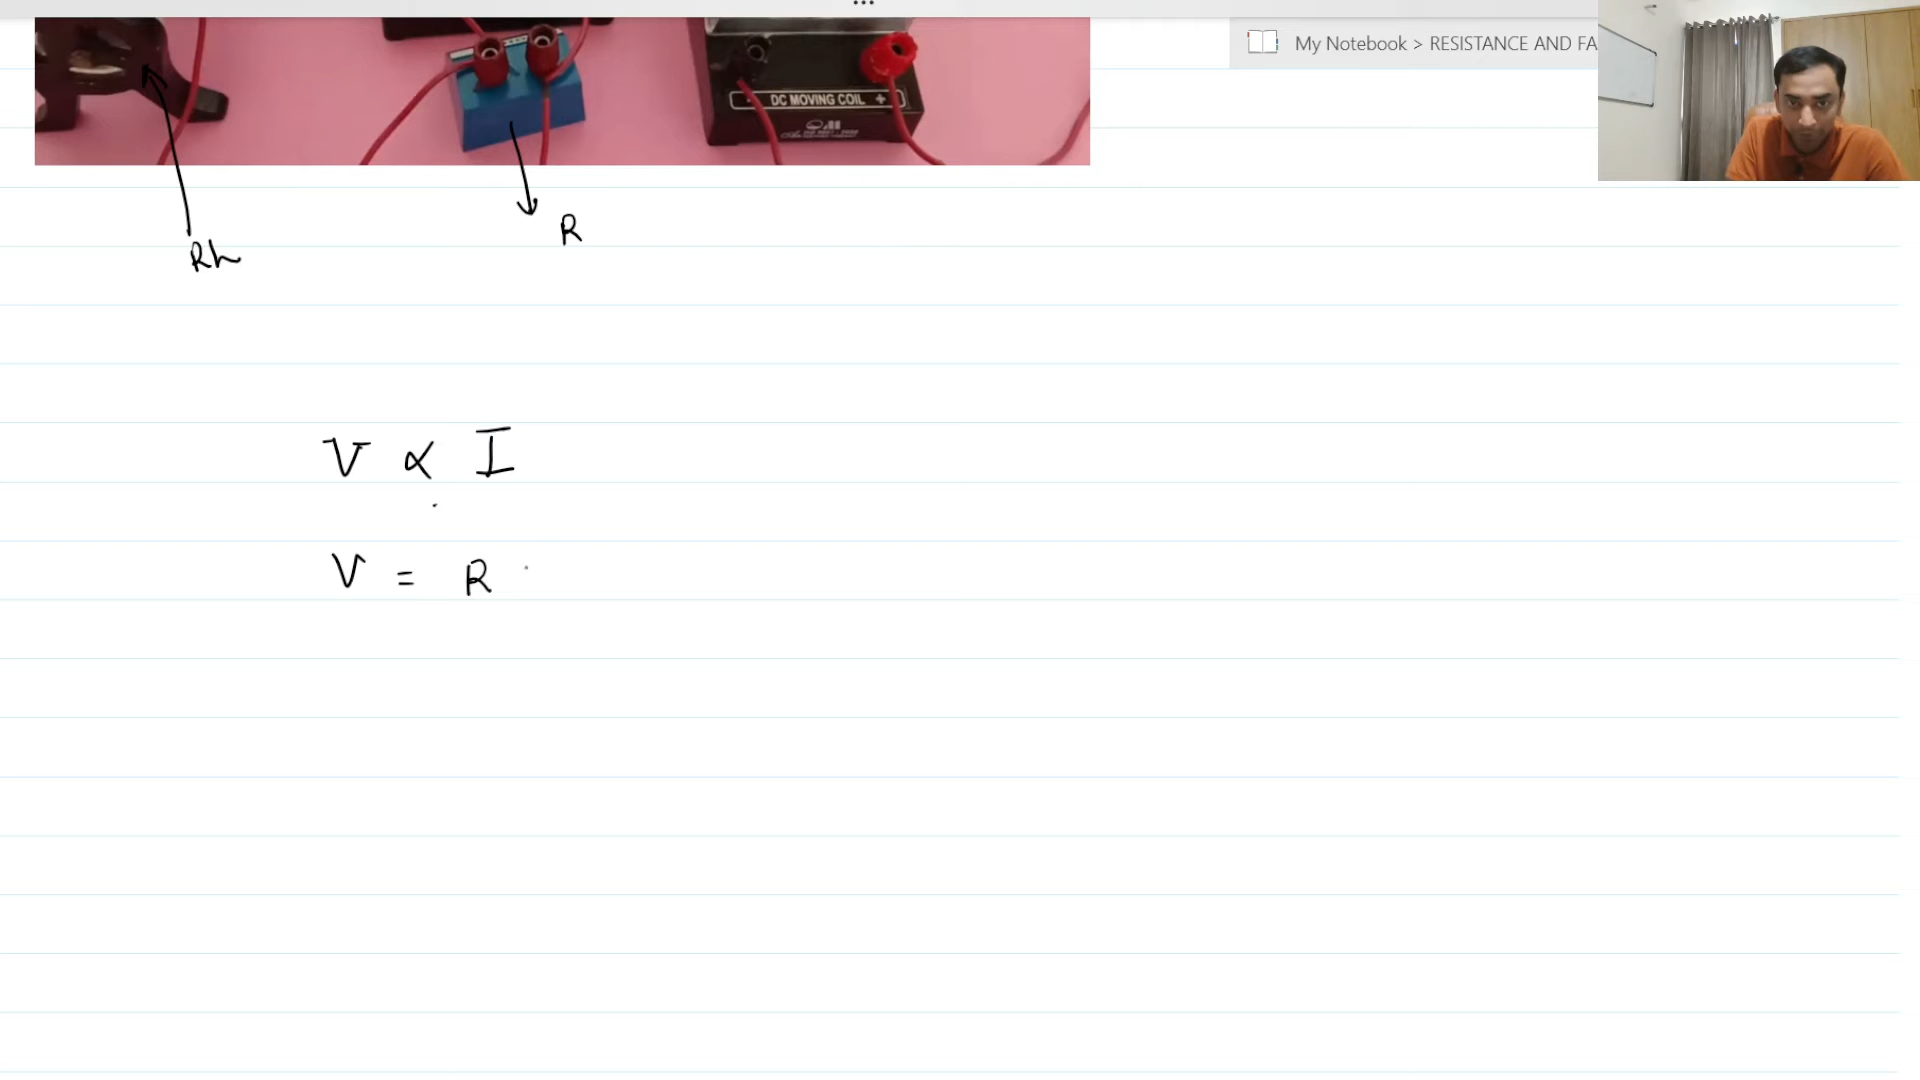 ...
My Notebook > RESISTANCE AND FA
- DC MOVING COIL +
R
Rh
V ∝ I
V = R